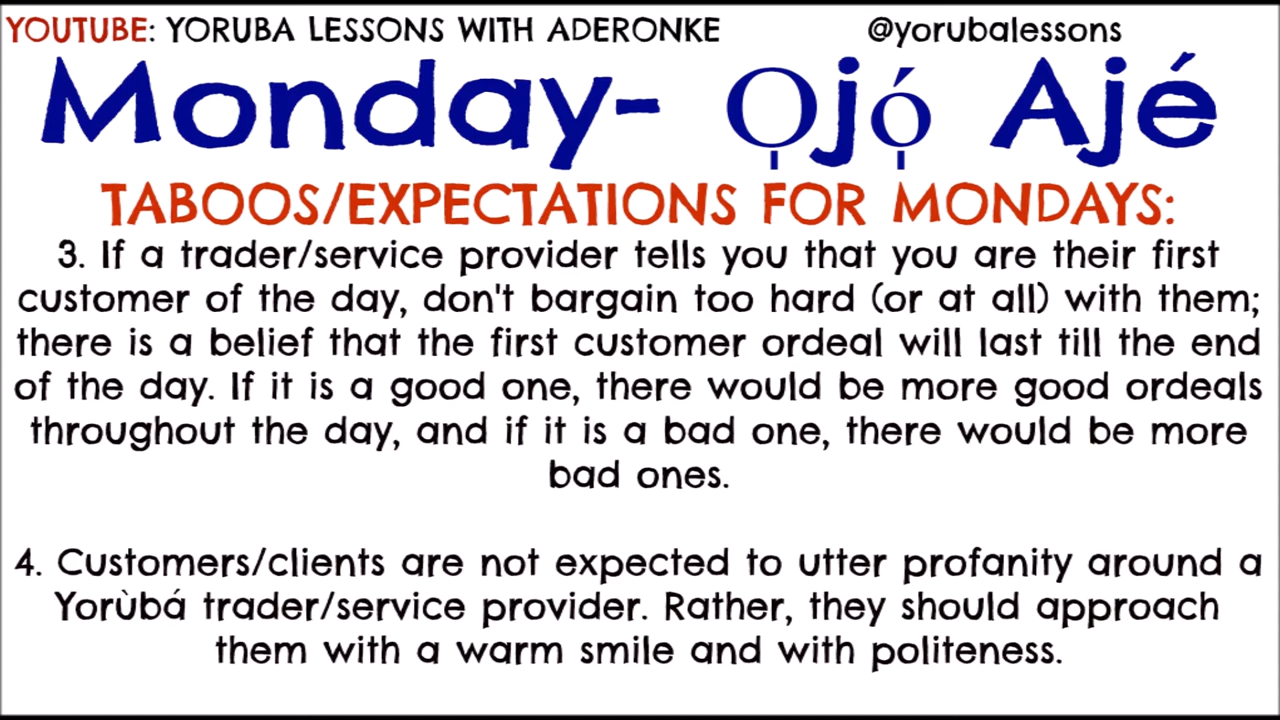 YOUTUBE: YORUBA LESSONS WITH ADERONKE @yorubalessons
Monday- Ọjọ́ Ajé
TABOOS/EXPECTATIONS FOR MONDAYS:
3. If a trader/service provider tells you that you are their first
customer of the day, don't bargain too hard (or at all) with them;
there is a belief that the first customer ordeal will last till the end
of the day. If it is a good one, there would be more good ordeals
throughout the day, and if it is a bad one, there would be more
bad ones.
4. Customers/clients are not expected to utter profanity around a
Yorùbá trader/service provider. Rather, they should approach
them with a warm smile and with politeness.